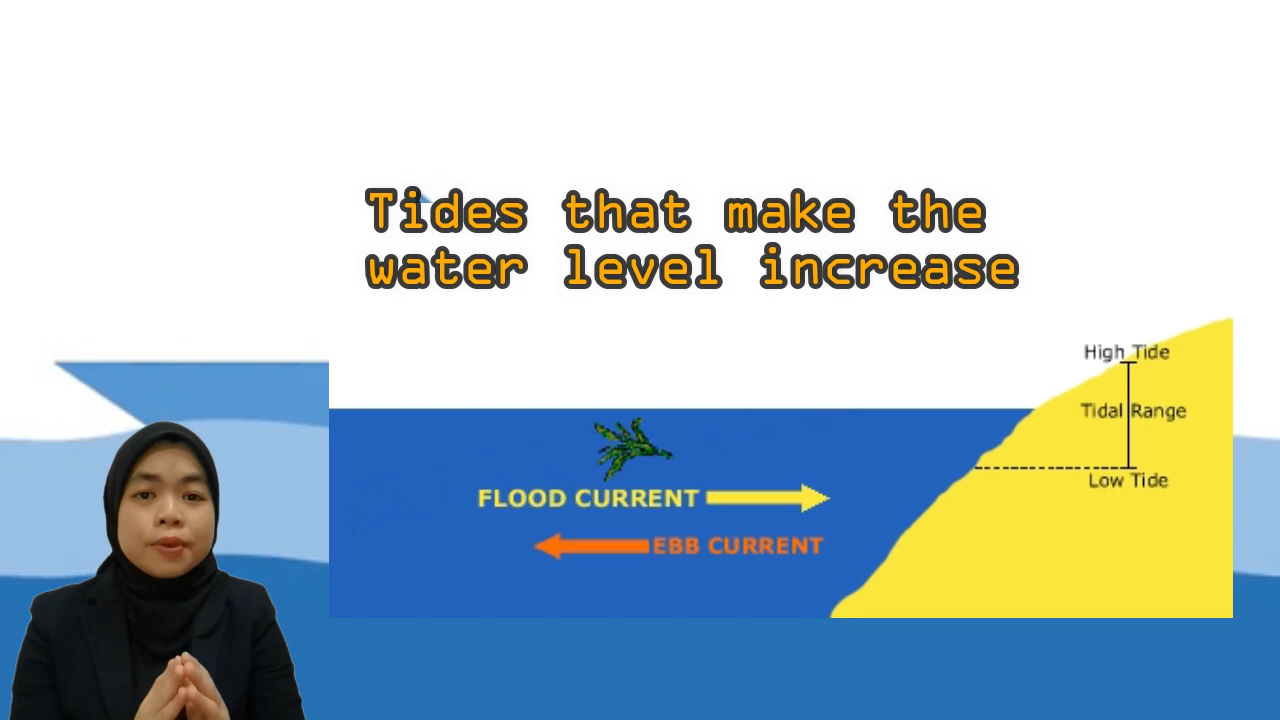 Tides that make the
water level increase
High Tide
Tidal Range
Low Tide
FLOOD CURRENT
EBB CURRENT